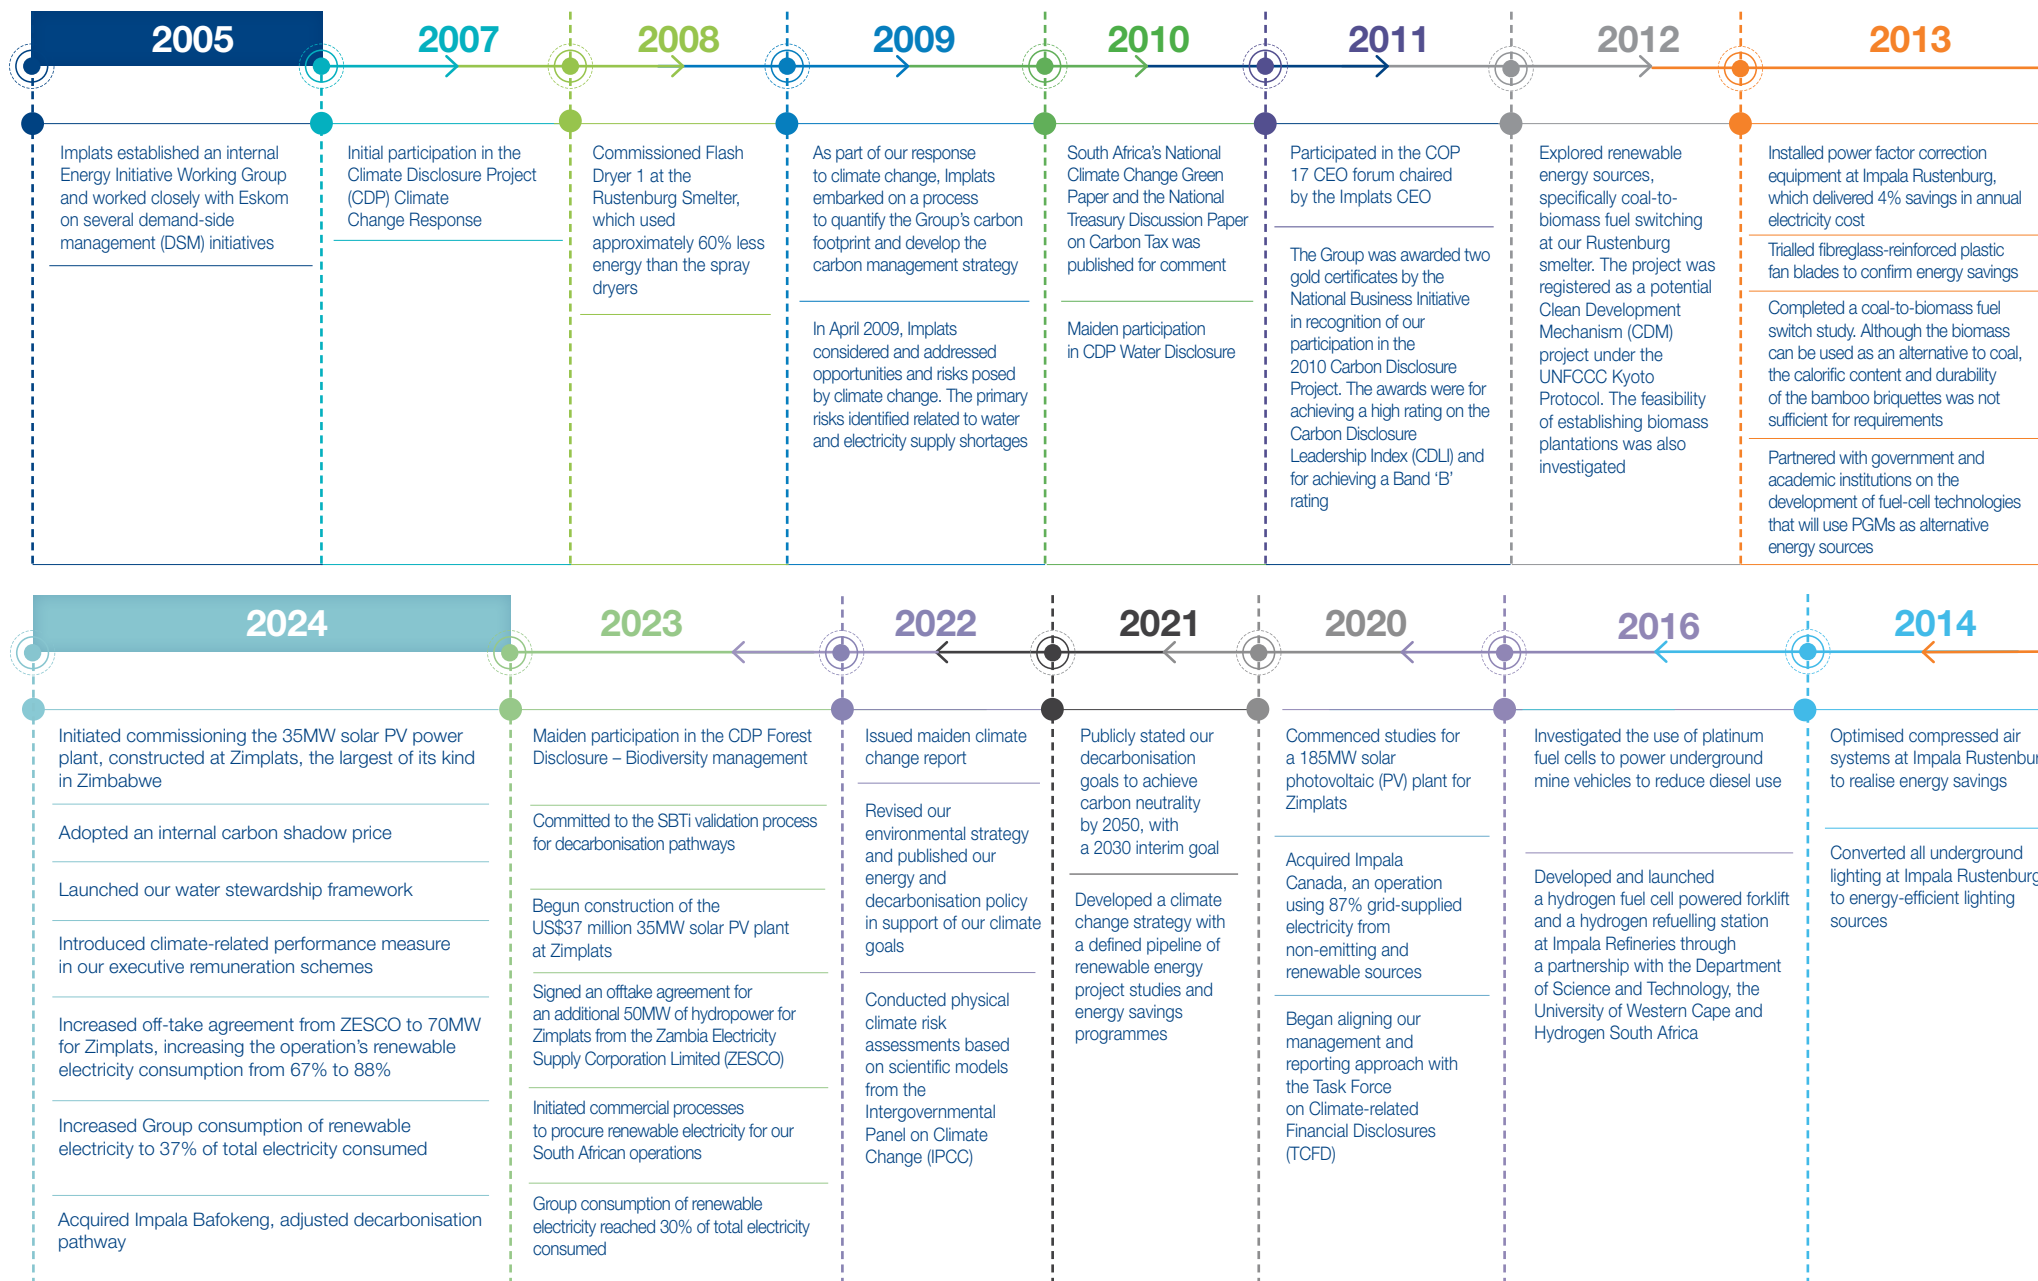 2005
Implats established an internal
Energy Initiative Working Group
and worked closely with Eskom
on several demand-side
management (DSM) initiatives
2007
Initial participation in the
Climate Disclosure Project
(CDP) Climate
Change Response
2008
Commissioned Flash
Dryer 1 at the
Rustenburg Smelter,
which used
approximately 60% less
energy than the spray
dryers
2009
As part of our response
to climate change, Implats
embarked on a process
to quantify the Group's carbon
footprint and develop the
carbon management strategy
In April 2009, Implats
considered and addressed
opportunities and risks posed
by climate change. The primary
risks identified related to water
and electricity supply shortages
2010
South Africa's National
Climate Change Green
Paper and the National
Treasury Discussion Paper
on Carbon Tax was
published for comment
Maiden participation
in CDP Water Disclosure
2011
Participated in the COP
17 CEO forum chaired
by the Implats CEO
The Group was awarded two
gold certificates by the
National Business Initiative
in recognition of our
participation in the
2010 Carbon Disclosure
Project. The awards were for
achieving a high rating on the
Carbon Disclosure
Leadership Index (CDLI) and
for achieving a Band ‘B’
rating
2012
Explored renewable
energy sources,
specifically coal-to-
biomass fuel switching
at our Rustenburg
smelter. The project was
registered as a potential
Clean Development
Mechanism (CDM)
project under the
UNFCCC Kyoto
Protocol. The feasibility
of establishing biomass
plantations was also
investigated
2013
Installed power factor correction
equipment at Impala Rustenburg,
which delivered 4% savings in annual
electricity cost
Trialled fibreglass-reinforced plastic
fan blades to confirm energy savings
Completed a coal-to-biomass fuel
switch study. Although the biomass
can be used as an alternative to coal,
the calorific content and durability
of the bamboo briquettes was not
sufficient for requirements
Partnered with government and
academic institutions on the
development of fuel-cell technologies
that will use PGMs as alternative
energy sources
2024
Initiated commissioning the 35MW solar PV power
plant, constructed at Zimplats, the largest of its kind
in Zimbabwe
Adopted an internal carbon shadow price
Launched our water stewardship framework
Introduced climate-related performance measure
in our executive remuneration schemes
Increased off-take agreement from ZESCO to 70MW
for Zimplats, increasing the operation's renewable
electricity consumption from 67% to 88%
Increased Group consumption of renewable
electricity to 37% of total electricity consumed
Acquired Impala Bafokeng, adjusted decarbonisation
pathway
2023
Maiden participation in the CDP Forest
Disclosure – Biodiversity management
Committed to the SBTi validation process
for decarbonisation pathways
Begun construction of the
US$37 million 35MW solar PV plant
at Zimplats
Signed an offtake agreement for
an additional 50MW of hydropower for
Zimplats from the Zambia Electricity
Supply Corporation Limited (ZESCO)
Initiated commercial processes
to procure renewable electricity for our
South African operations
Group consumption of renewable
electricity reached 30% of total electricity
consumed
2022
Issued maiden climate
change report
Revised our
environmental strategy
and published our
energy and
decarbonisation policy
in support of our climate
goals
Conducted physical
climate risk
assessments based
on scientific models
from the
Intergovernmental
Panel on Climate
Change (IPCC)
2021
Publicly stated our
decarbonisation
goals to achieve
carbon neutrality
by 2050, with
a 2030 interim goal
Developed a climate
change strategy with
a defined pipeline of
renewable energy
project studies and
energy savings
programmes
2020
Commenced studies for
a 185MW solar
photovoltaic (PV) plant for
Zimplats
Acquired Impala
Canada, an operation
using 87% grid-supplied
electricity from
non-emitting and
renewable sources
Began aligning our
management and
reporting approach with
the Task Force
on Climate-related
Financial Disclosures
(TCFD)
2016
Investigated the use of platinum
fuel cells to power underground
mine vehicles to reduce diesel use
Developed and launched
a hydrogen fuel cell powered forklift
and a hydrogen refuelling station
at Impala Refineries through
a partnership with the Department
of Science and Technology, the
University of Western Cape and
Hydrogen South Africa
2014
Optimised compressed air
systems at Impala Rustenbur
to realise energy savings
Converted all underground
lighting at Impala Rustenburg
to energy-efficient lighting
sources